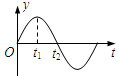 y
O t₁ t₂ t